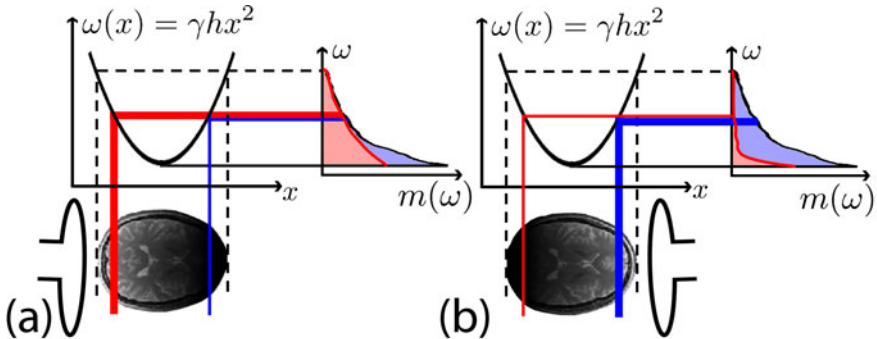 ω(x) = γhx²
ω
x
m(ω)
(a)
ω(x) = γhx²
ω
x
m(ω)
(b)